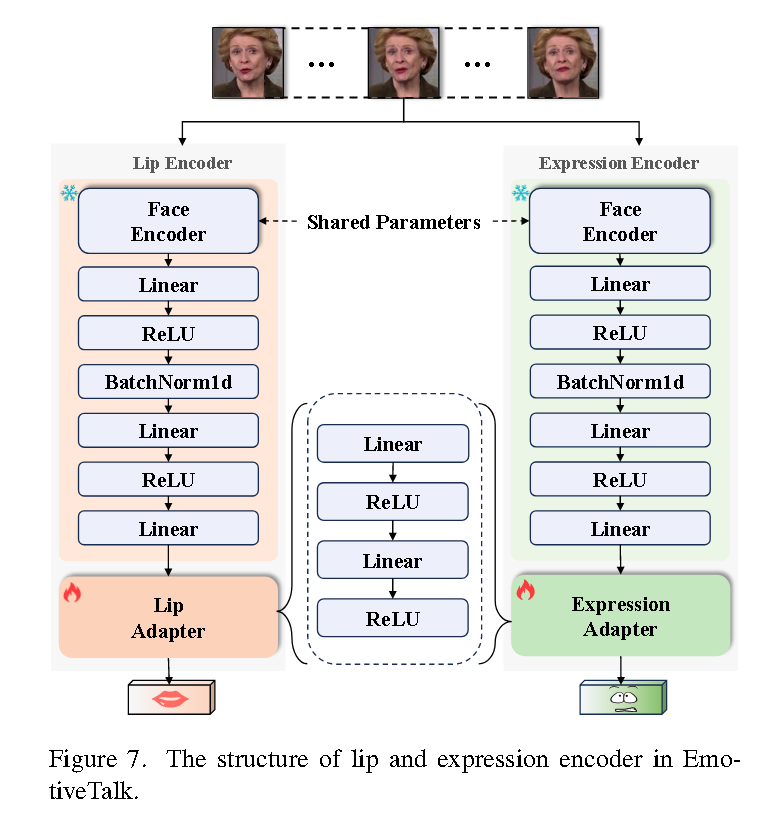 ... ...
Lip Encoder
Expression Encoder
Face
Encoder
Shared Parameters
Face
Encoder
Linear
ReLU
BatchNorm1d
Linear
ReLU
Linear
Lip
Adapter
Linear
ReLU
Linear
ReLU
Linear
ReLU
BatchNorm1d
Linear
ReLU
Linear
Expression
Adapter
Figure 7. The structure of lip and expression encoder in Emo-
tiveTalk.